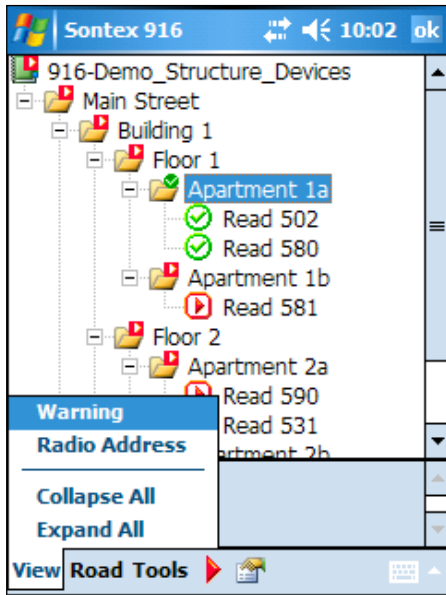 Sontex 916 10:02 ok
916-Demo_Structure_Devices
Main Street
Building 1
Floor 1
Apartment 1a
Read 502
Read 580
Apartment 1b
Read 581
Floor 2
Apartment 2a
Read 590
Read 531
artment 2b
Warning
Radio Address
Collapse All
Expand All
View Road Tools